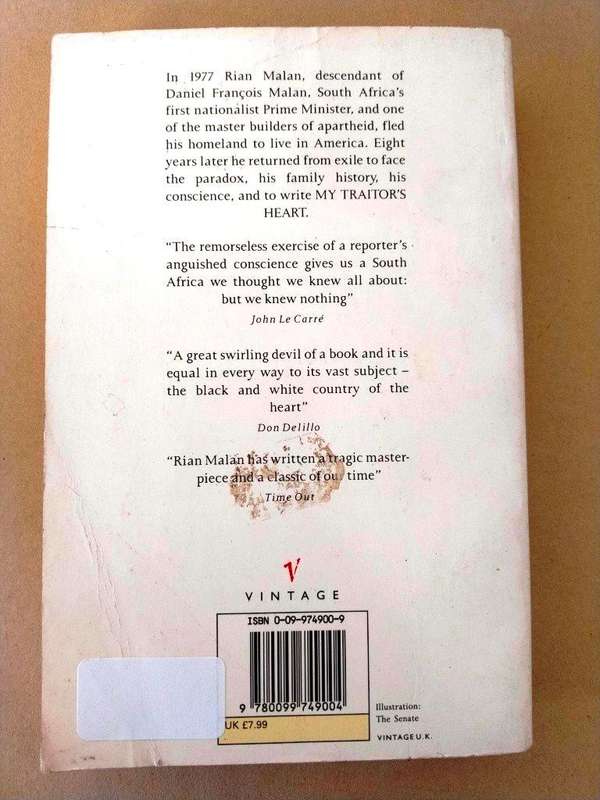 In 1977 Rian Malan, descendant of
Daniel François Malan, South Africa's
first nationalist Prime Minister, and one
of the master builders of apartheid, fled
his homeland to live in America. Eight
years later he returned from exile to face
the paradox, his family history, his
conscience, and to write MY TRAITOR'S
HEART.
“The remorseless exercise of a reporter's
anguished conscience gives us a South
Africa we thought we knew all about:
but we knew nothing”
John Le Carré
“A great swirling devil of a book and it is
equal in every way to its vast subject –
the black and white country of the
heart”
Don Delillo
“Rian Malan has written a tragic master-
piece and a classic of our time”
Time Out
V
VINTAGE
ISBN 0-09-974900-9
9 780099 749004
UK £7.99
Illustration:
The Senate
VINTAGE U.K.